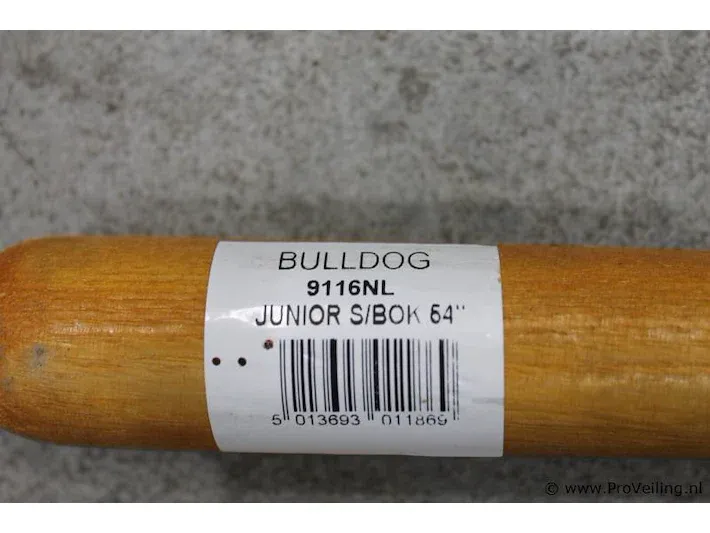 BULLDOG
9116NL
JUNIOR S/BOK 54"
5 013693 011869
© www.ProVeiling.nl